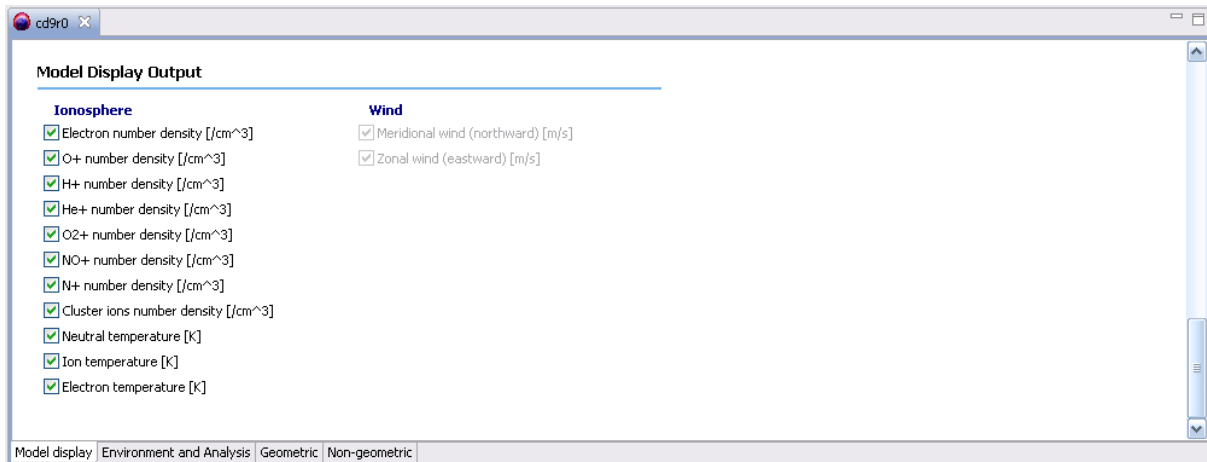 cd9r0
Model Display Output
Ionosphere
Electron number density [/cm^3]
O+ number density [/cm^3]
H+ number density [/cm^3]
He+ number density [/cm^3]
O2+ number density [/cm^3]
NO+ number density [/cm^3]
N+ number density [/cm^3]
Cluster ions number density [/cm^3]
Neutral temperature [K]
Ion temperature [K]
Electron temperature [K]
Wind
Meridional wind (northward) [m/s]
Zonal wind (eastward) [m/s]
Model display Environment and Analysis Geometric Non-geometric